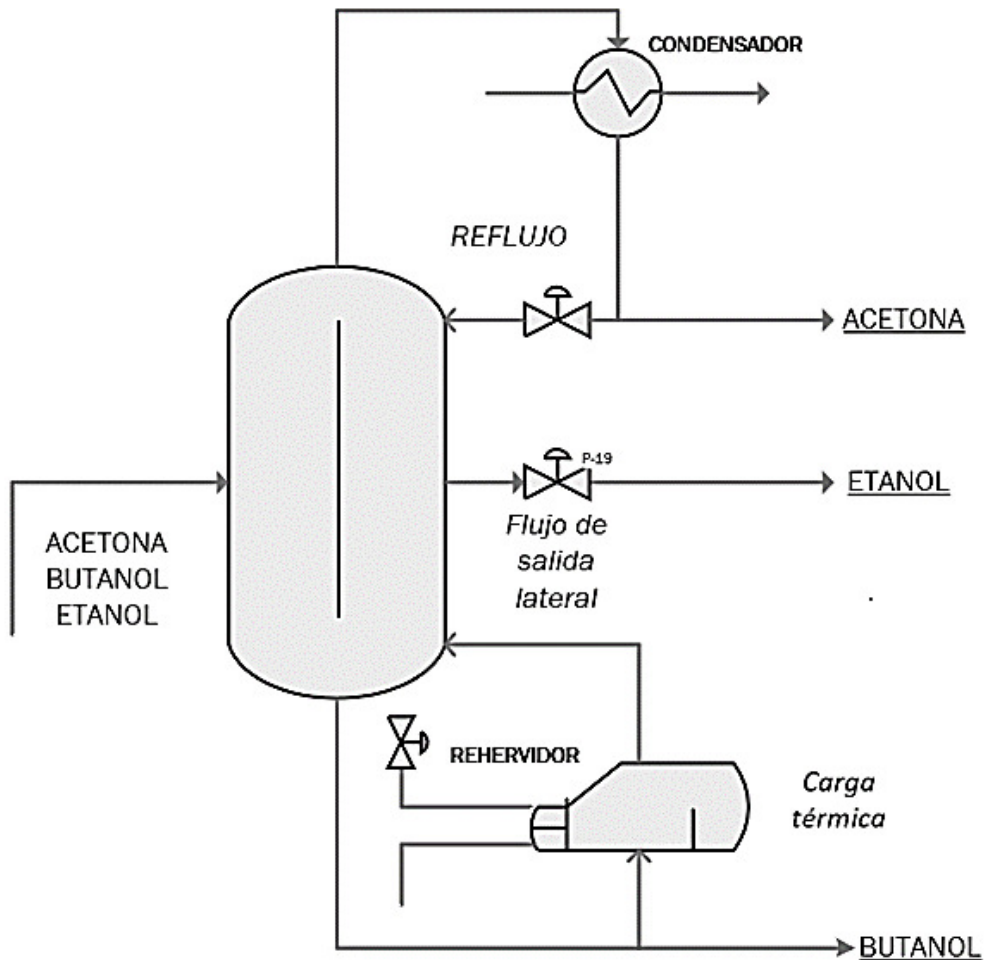 CONDENSADOR
REFLUJO
ACETONA
P-19
ETANOL
Flujo de
salida
lateral
ACETONA
BUTANOL
ETANOL
REHERVIDOR
Carga
térmica
BUTANOL